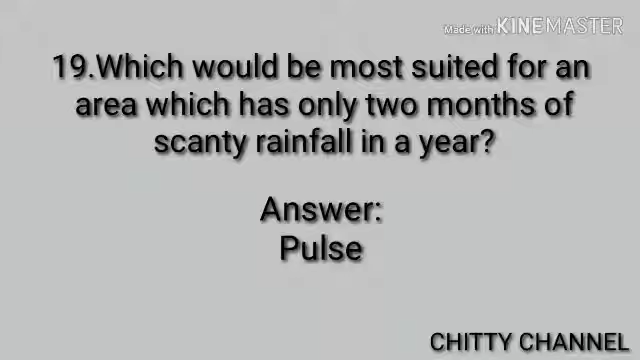 Made with KINEMASTER
19.Which would be most suited for an
area which has only two months of
scanty rainfall in a year?
Answer:
Pulse
CHITTY CHANNEL